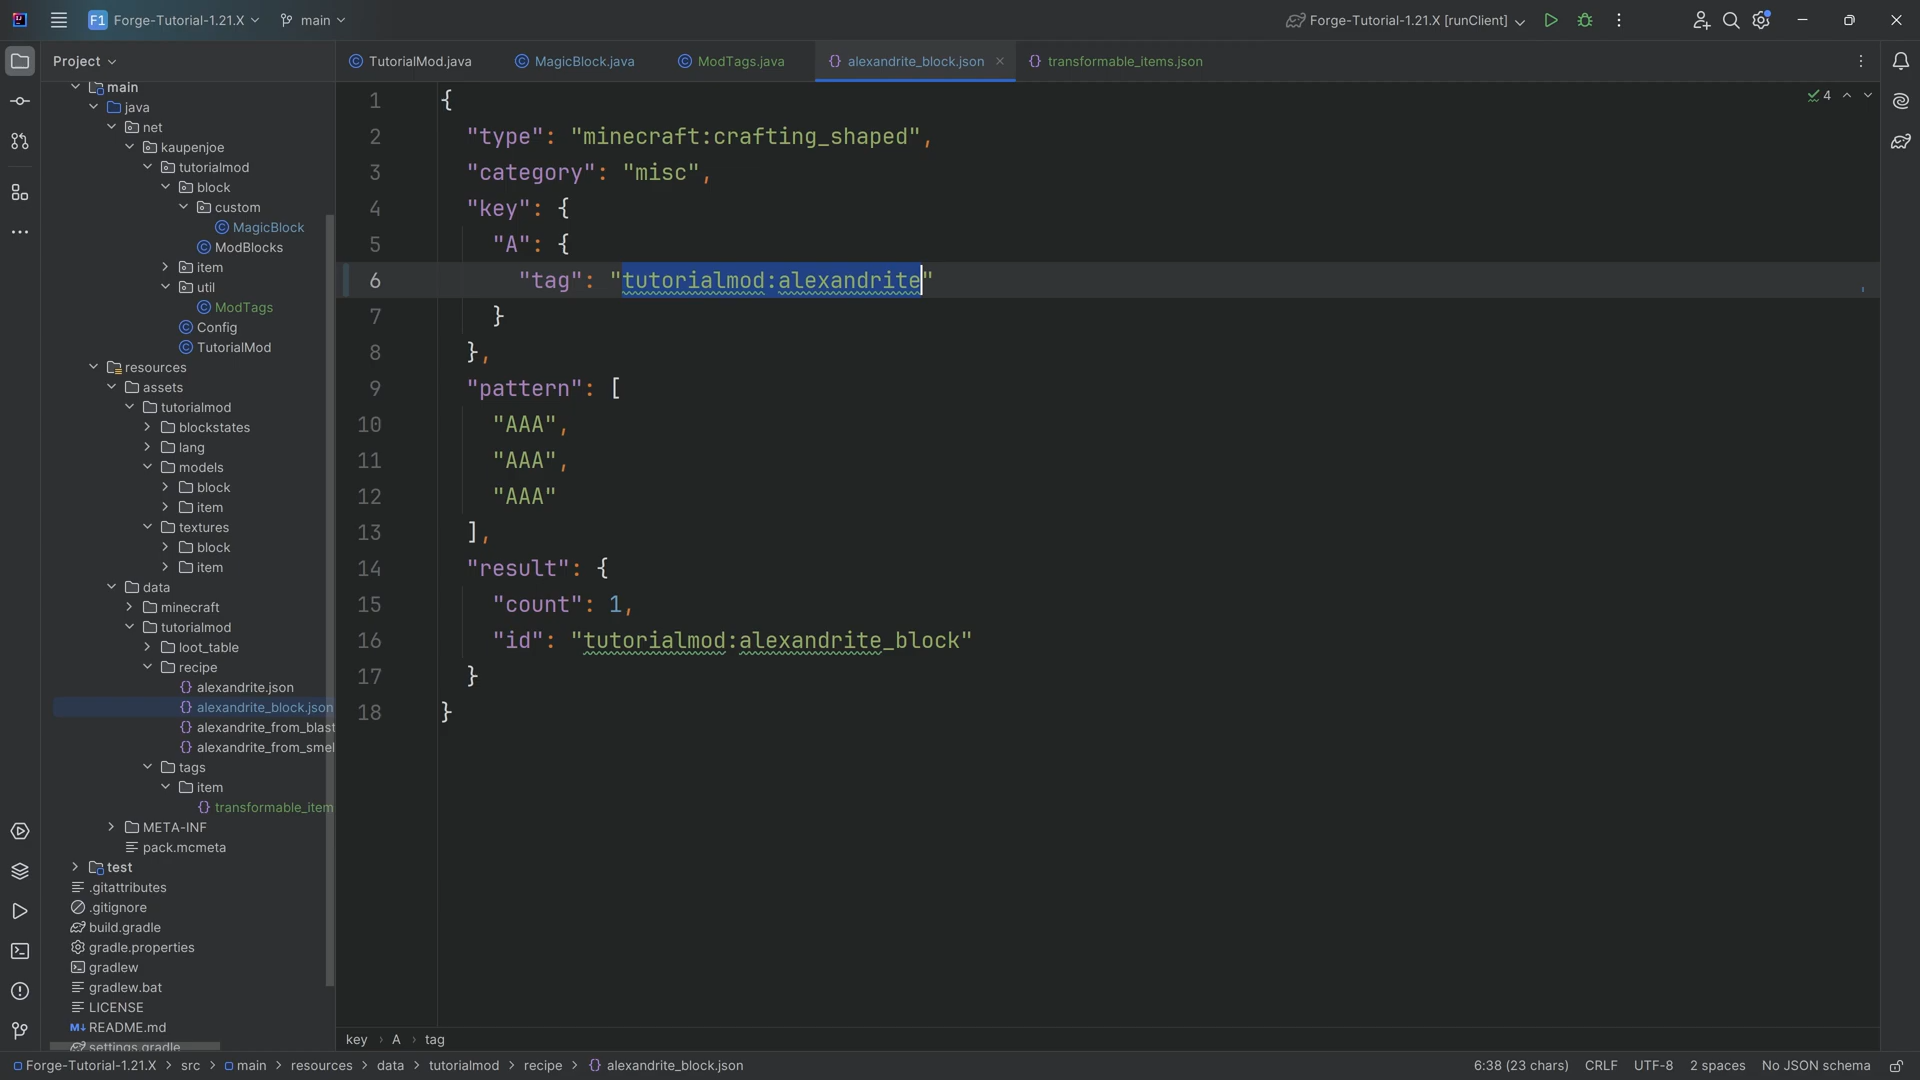 F1 Forge-Tutorial-1.21.X main Forge-Tutorial-1.21.X [runClient]
Project
main
java
net
kaupenjoe
tutorialmod
block
custom
MagicBlock
ModBlocks
item
util
ModTags
Config
TutorialMod
resources
assets
tutorialmod
blockstates
lang
models
block
item
textures
block
item
data
minecraft
tutorialmod
loot_table
recipe
alexandrite.json
alexandrite_block.json
alexandrite_from_blast
alexandrite_from_smel
tags
item
transformable_item
META-INF
pack.mcmeta
test
.gitattributes
.gitignore
build.gradle
gradle.properties
gradlew
gradlew.bat
LICENSE
M↓ README.md
settings.gradle
TutorialMod.java MagicBlock.java ModTags.java alexandrite_block.json transformable_items.json
4
1 {
2 "type": "minecraft:crafting_shaped",
3 "category": "misc",
4 "key": {
5 "A": {
6 "tag": "tutorialmod:alexandrite"
7 }
8 },
9 "pattern": [
10 "AAA",
11 "AAA",
12 "AAA"
13 ],
14 "result": {
15 "count": 1,
16 "id": "tutorialmod:alexandrite_block"
17 }
18 }
key › A › tag
Forge-Tutorial-1.21.X › src › main › resources › data › tutorialmod › recipe › alexandrite_block.json 6:38 (23 chars) CRLF UTF-8 2 spaces No JSON schema